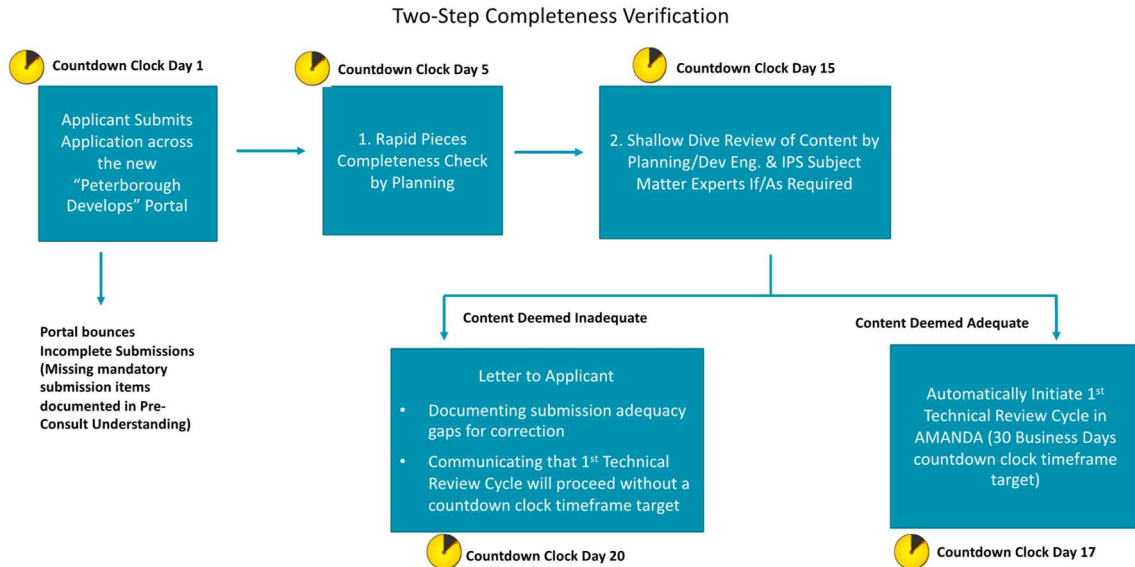 Two-Step Completeness Verification
Countdown Clock Day 1
Countdown Clock Day 5
Countdown Clock Day 15
Applicant Submits
Application across
the new
“Peterborough
Develops” Portal
1. Rapid Pieces
Completeness Check
by Planning
2. Shallow Dive Review of Content by
Planning/Dev Eng. & IPS Subject
Matter Experts If/As Required
Portal bounces
Incomplete Submissions
(Missing mandatory
submission items
documented in Pre-
Consult Understanding)
Content Deemed Inadequate
Content Deemed Adequate
Letter to Applicant
• Documenting submission adequacy
gaps for correction
• Communicating that 1st Technical
Review Cycle will proceed without a
countdown clock timeframe target
Automatically Initiate 1st
Technical Review Cycle in
AMANDA (30 Business Days
countdown clock timeframe
target)
Countdown Clock Day 20
Countdown Clock Day 17